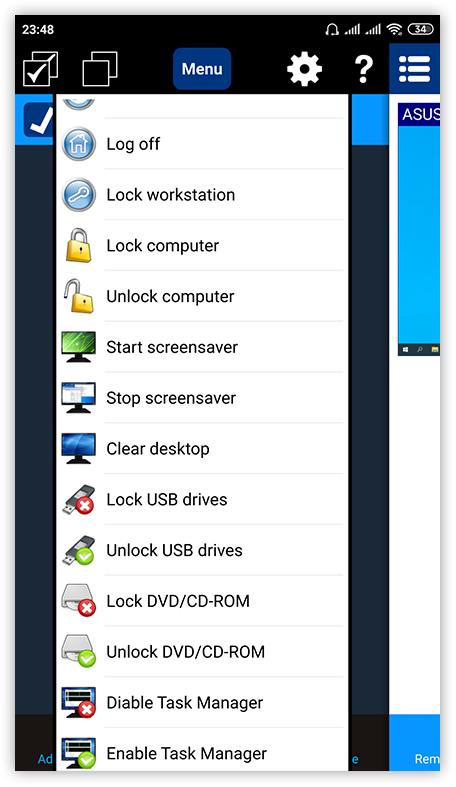 23:48
34
Menu
?
ASUS
Log off
Lock workstation
Lock computer
Unlock computer
Start screensaver
Stop screensaver
Clear desktop
Lock USB drives
Unlock USB drives
Lock DVD/CD-ROM
Unlock DVD/CD-ROM
Diable Task Manager
Enable Task Manager
Ad
e
Rem